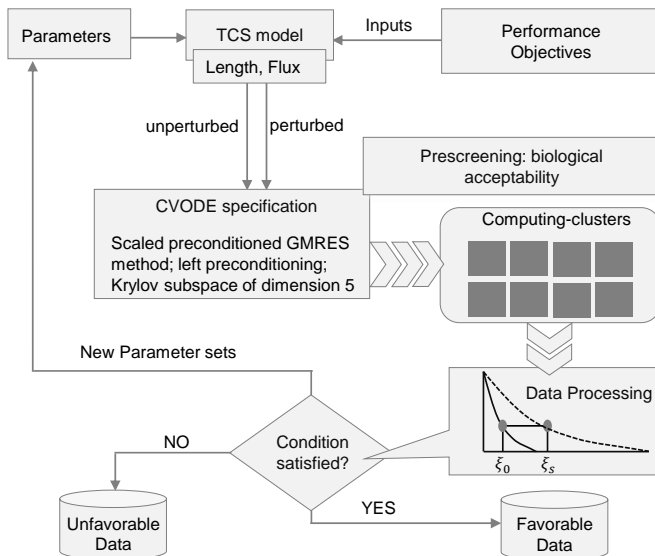 Parameters
TCS model
Inputs
Performance
Objectives
Length, Flux
unperturbed
perturbed
Prescreening: biological
acceptability
CVODE specification
Scaled preconditioned GMRES
method; left preconditioning;
Krylov subspace of dimension 5
Computing-clusters
New Parameter sets
Data Processing
ξ₀
ξₛ
NO
Condition
satisfied?
YES
Unfavorable
Data
Favorable
Data